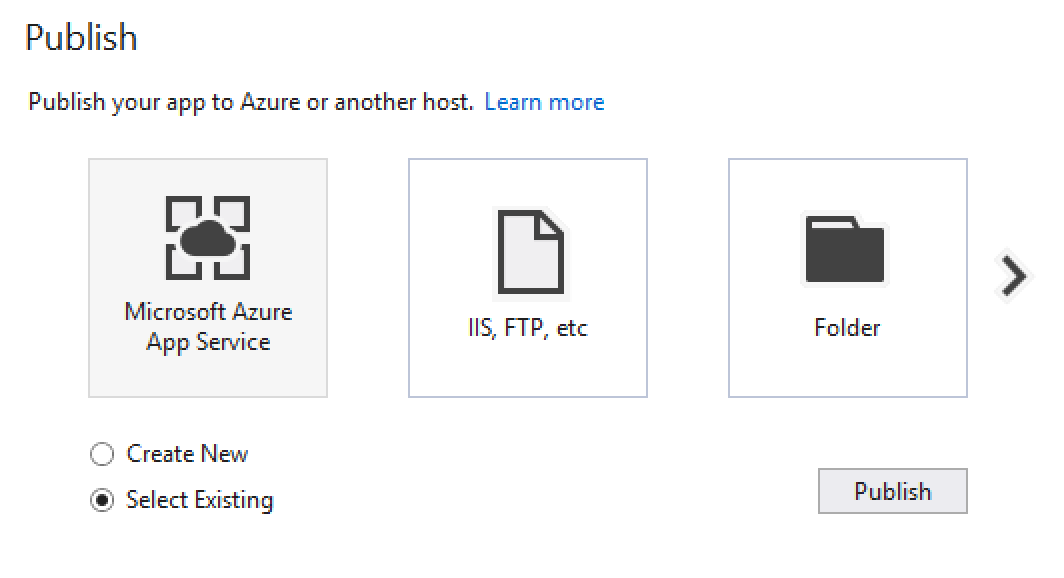 Publish
Publish your app to Azure or another host. Learn more
Microsoft Azure
App Service
IIS, FTP, etc
Folder
Create New
Select Existing
Publish